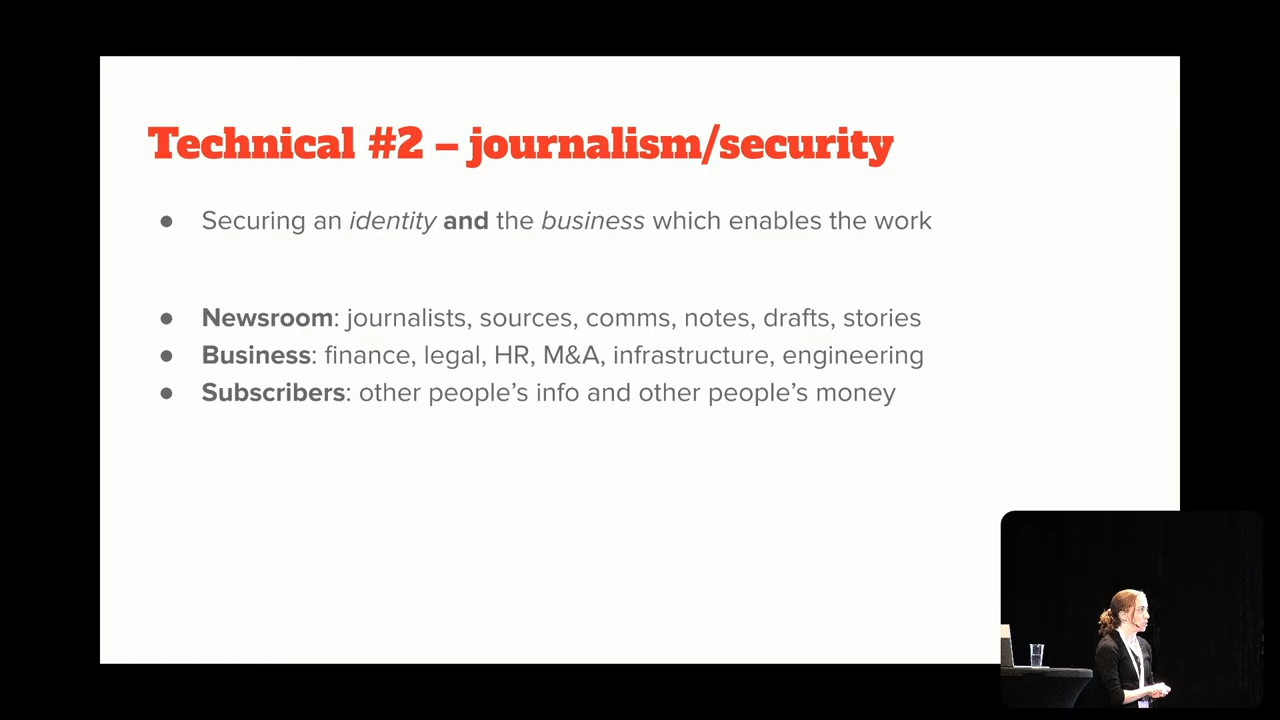 Technical #2 – journalism/security
● Securing an identity and the business which enables the work
● Newsroom: journalists, sources, comms, notes, drafts, stories
● Business: finance, legal, HR, M&A, infrastructure, engineering
● Subscribers: other people’s info and other people’s money